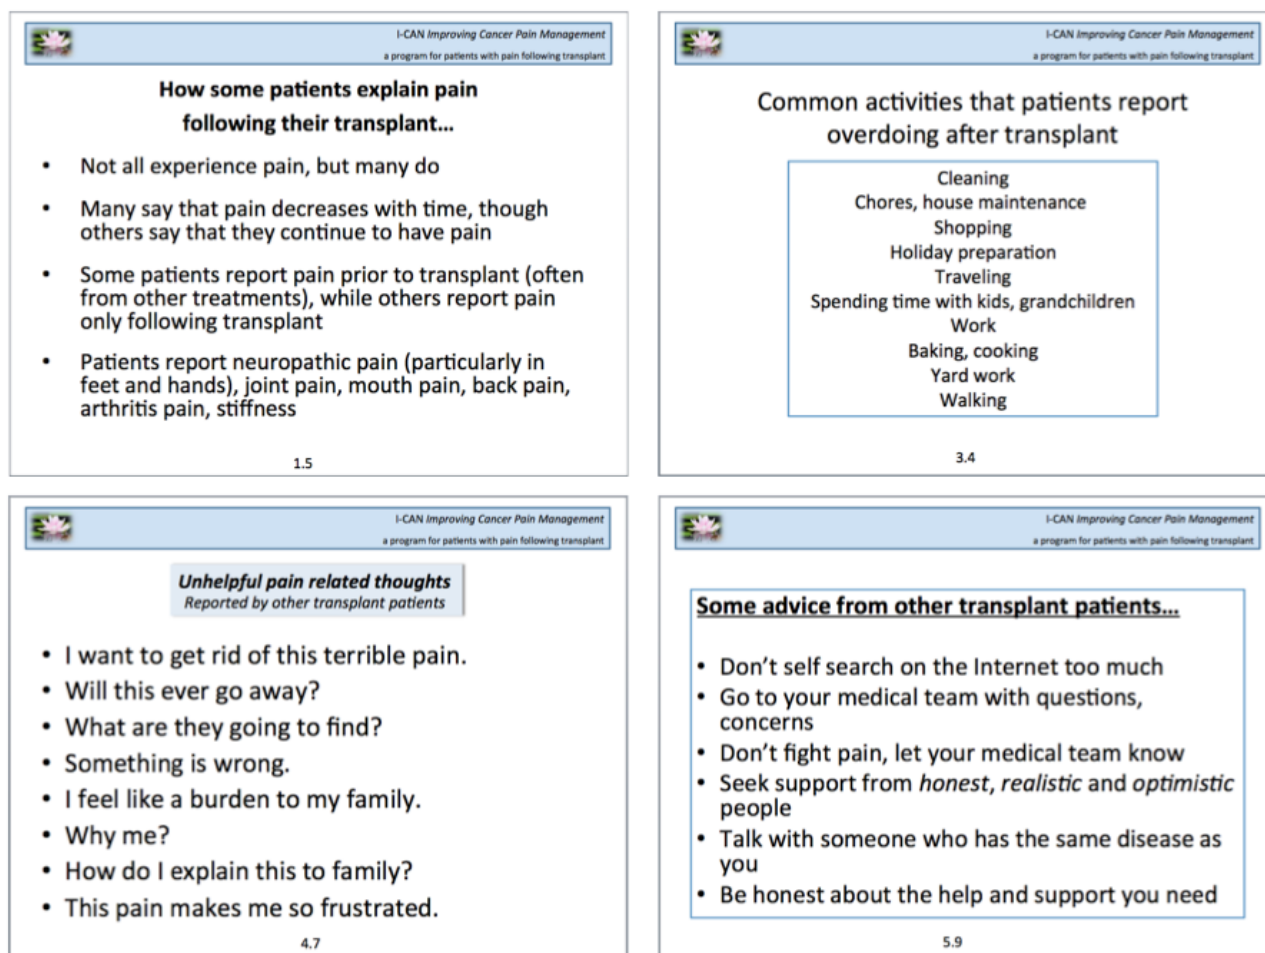 I-CAN Improving Cancer Pain Management
a program for patients with pain following transplant
How some patients explain pain
following their transplant...
• Not all experience pain, but many do
• Many say that pain decreases with time, though
others say that they continue to have pain
• Some patients report pain prior to transplant (often
from other treatments), while others report pain
only following transplant
• Patients report neuropathic pain (particularly in
feet and hands), joint pain, mouth pain, back pain,
arthritis pain, stiffness
1.5
I-CAN Improving Cancer Pain Management
a program for patients with pain following transplant
Common activities that patients report
overdoing after transplant
Cleaning
Chores, house maintenance
Shopping
Holiday preparation
Traveling
Spending time with kids, grandchildren
Work
Baking, cooking
Yard work
Walking
3.4
I-CAN Improving Cancer Pain Management
a program for patients with pain following transplant
Unhelpful pain related thoughts
Reported by other transplant patients
• I want to get rid of this terrible pain.
• Will this ever go away?
• What are they going to find?
• Something is wrong.
• I feel like a burden to my family.
• Why me?
• How do I explain this to family?
• This pain makes me so frustrated.
4.7
I-CAN Improving Cancer Pain Management
a program for patients with pain following transplant
Some advice from other transplant patients...
• Don't self search on the Internet too much
• Go to your medical team with questions,
concerns
• Don't fight pain, let your medical team know
• Seek support from honest, realistic and optimistic
people
• Talk with someone who has the same disease as
you
• Be honest about the help and support you need
5.9